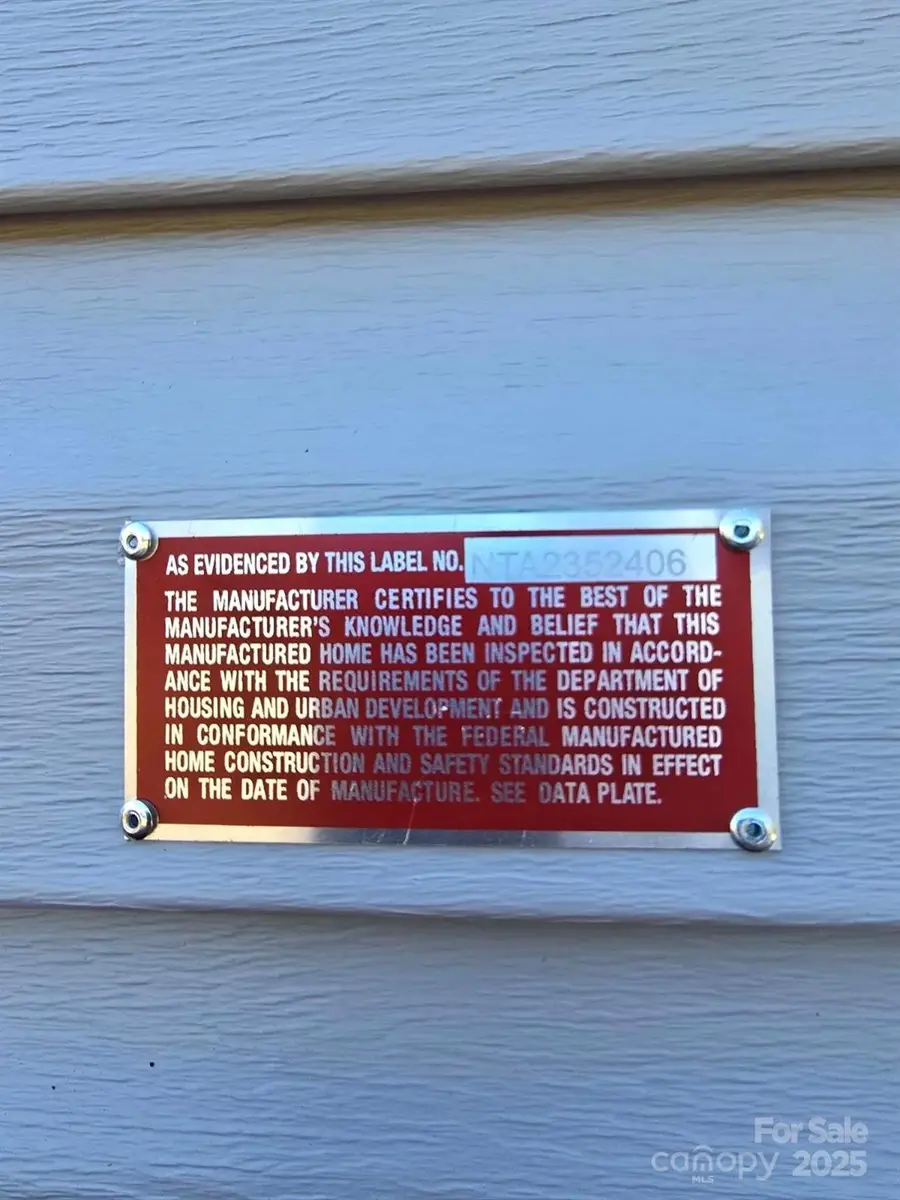 AS EVIDENCED BY THIS LABEL NO. NTA2352406
THE MANUFACTURER CERTIFIES TO THE BEST OF THE
MANUFACTURER'S KNOWLEDGE AND BELIEF THAT THIS
MANUFACTURED HOME HAS BEEN INSPECTED IN ACCORD-
ANCE WITH THE REQUIREMENTS OF THE DEPARTMENT OF
HOUSING AND URBAN DEVELOPMENT AND IS CONSTRUCTED
IN CONFORMANCE WITH THE FEDERAL MANUFACTURED
HOME CONSTRUCTION AND SAFETY STANDARDS IN EFFECT
ON THE DATE OF MANUFACTURE. SEE DATA PLATE.
For Sale
canopy 2025
MLS